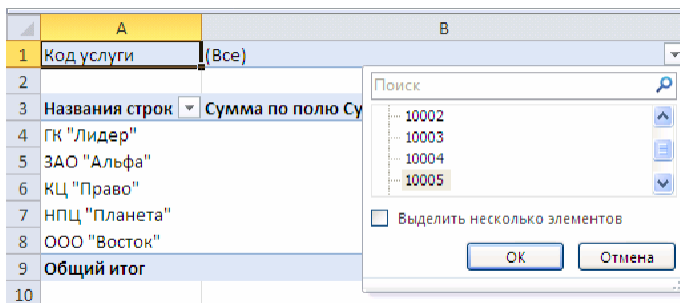 A B
1 Код услуги (Все)
2 Поиск
3 Названия строк Сумма по полю Су
10002
4 ГК "Лидер" 10003
10004
5 ЗАО "Альфа" 10005
6 КЦ "Право"
7 НПЦ "Планета" Выделить несколько элементов
8 ООО "Восток" ОК Отмена
9 Общий итог
10